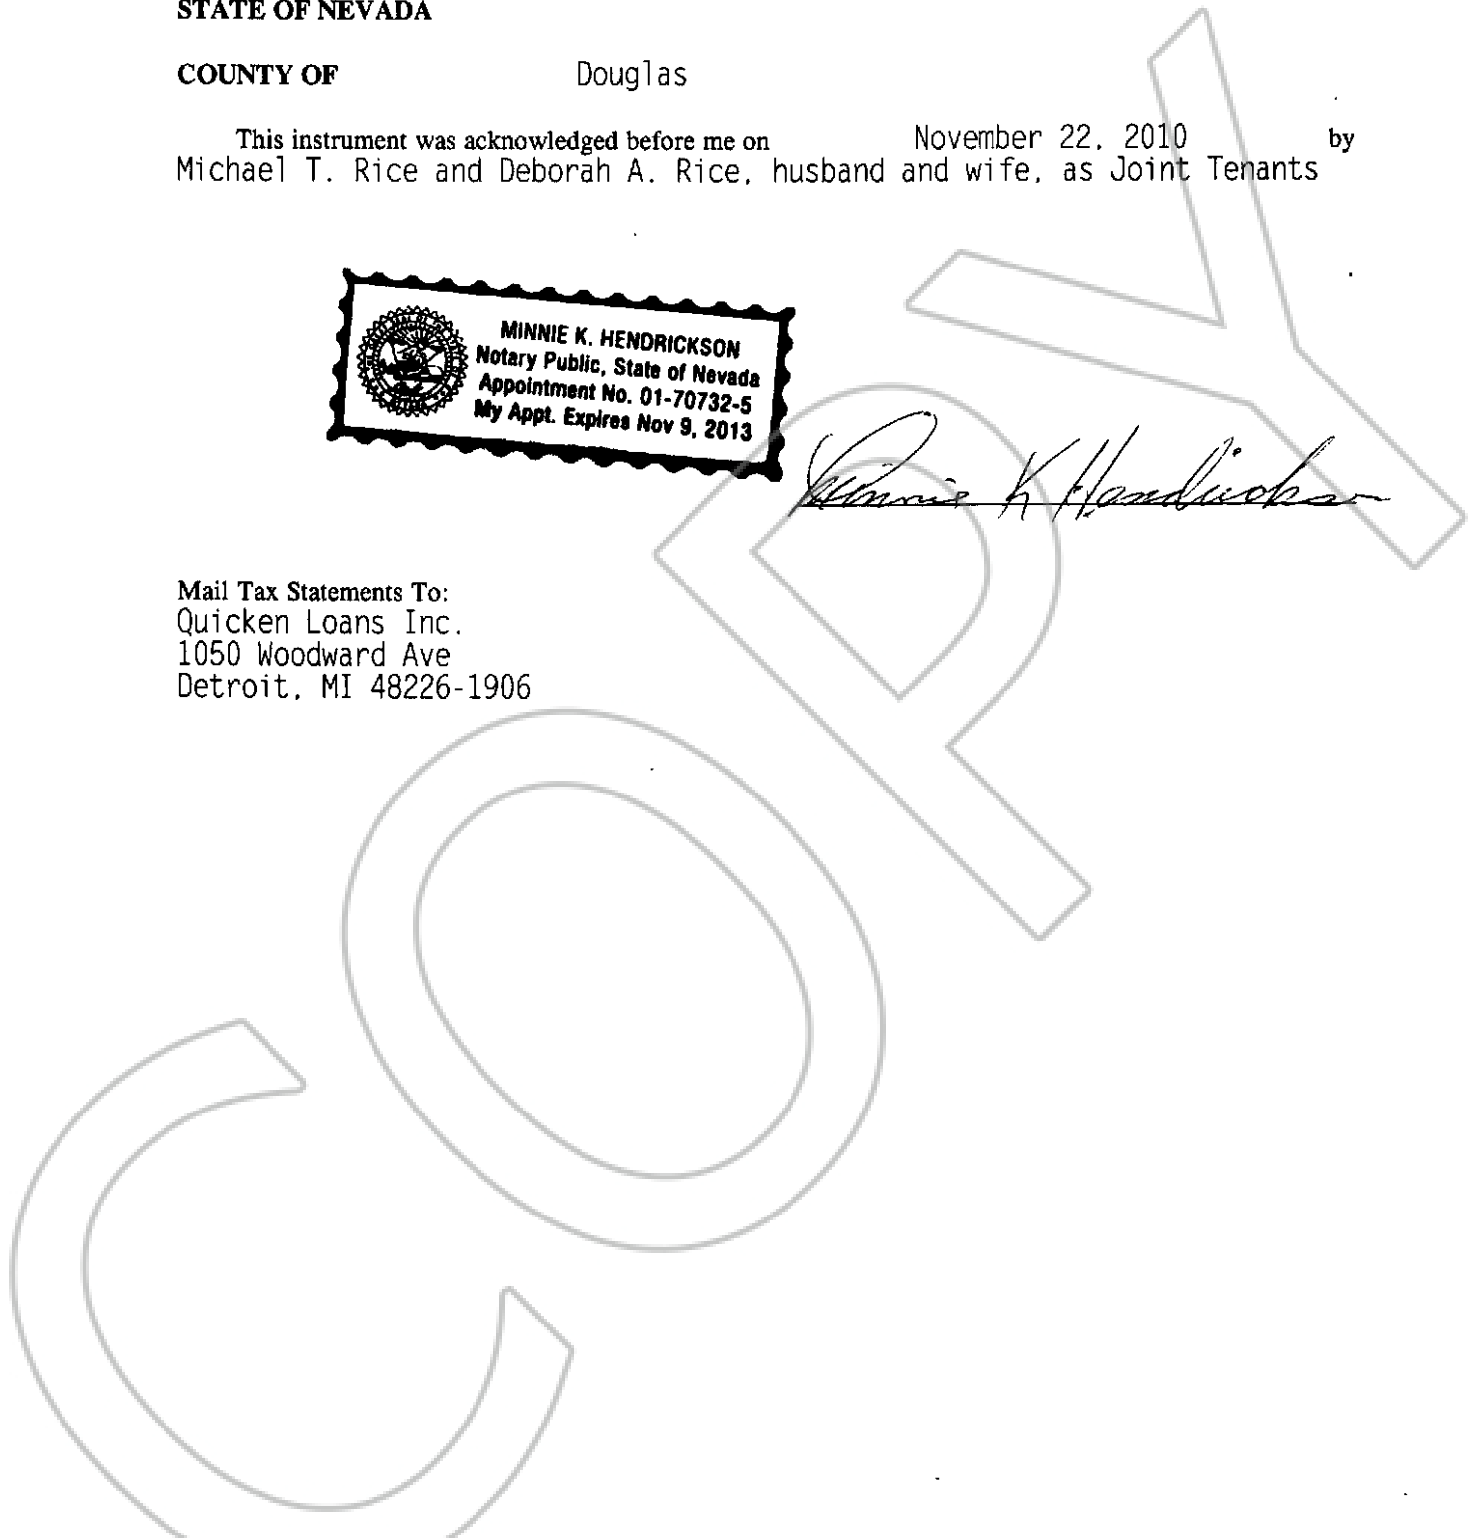 STATE OF NEVADA
COUNTY OF Douglas
This instrument was acknowledged before me on November 22, 2010 by
Michael T. Rice and Deborah A. Rice, husband and wife, as Joint Tenants
MINNIE K. HENDRICKSON
Notary Public, State of Nevada
Appointment No. 01-70732-5
My Appt. Expires Nov 9, 2013
Minnie K Hendrickson
Mail Tax Statements To:
Quicken Loans Inc.
1050 Woodward Ave
Detroit, MI 48226-1906
COPY